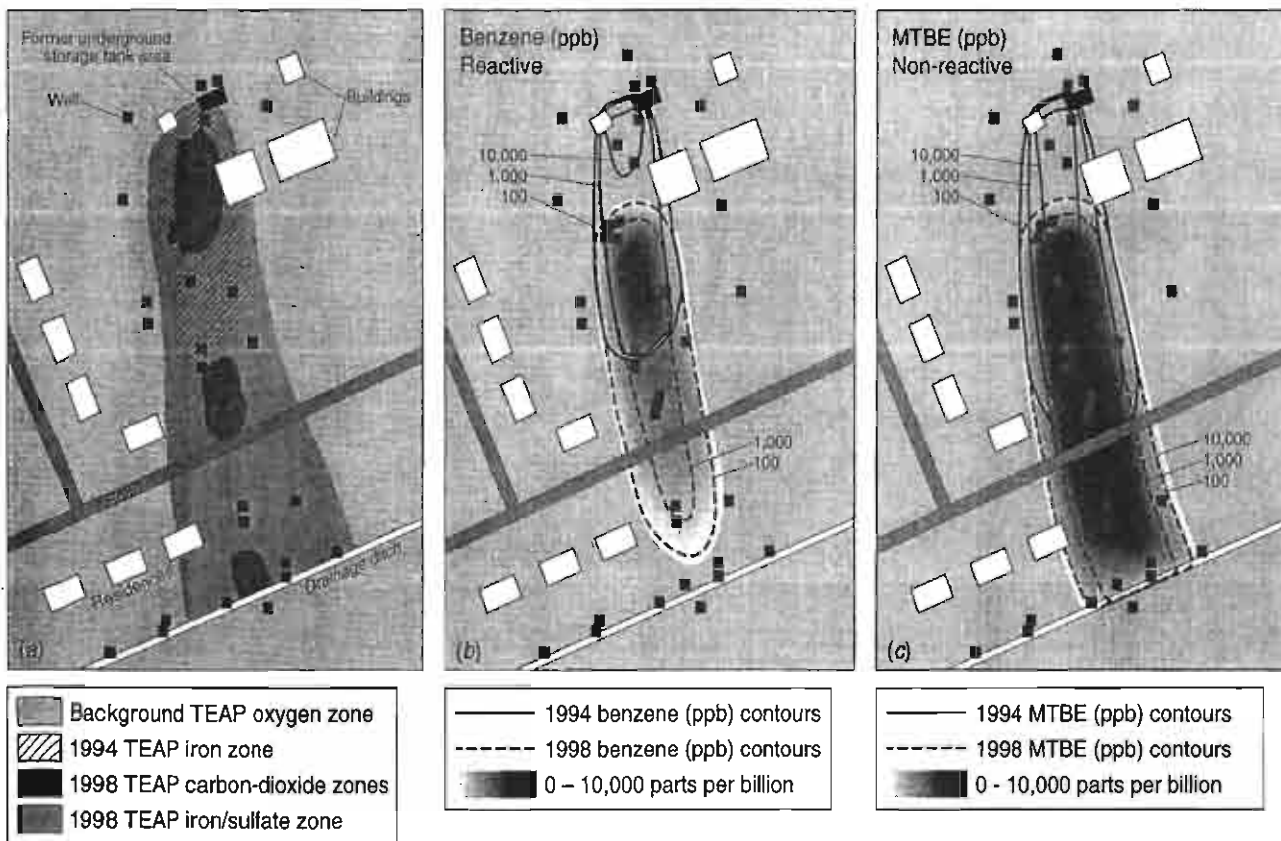 Former underground
storage tank area
Well
Buildings
Residences
Drainage ditch
(a)
Benzene (ppb)
Reactive
10,000
1,000
100
1,000
100
(b)
MTBE (ppb)
Non-reactive
10,000
1,000
100
10,000
1,000
100
(c)
Background TEAP oxygen zone
1994 TEAP iron zone
1998 TEAP carbon-dioxide zones
1998 TEAP iron/sulfate zone
1994 benzene (ppb) contours
1998 benzene (ppb) contours
0 – 10,000 parts per billion
1994 MTBE (ppb) contours
1998 MTBE (ppb) contours
0 – 10,000 parts per billion